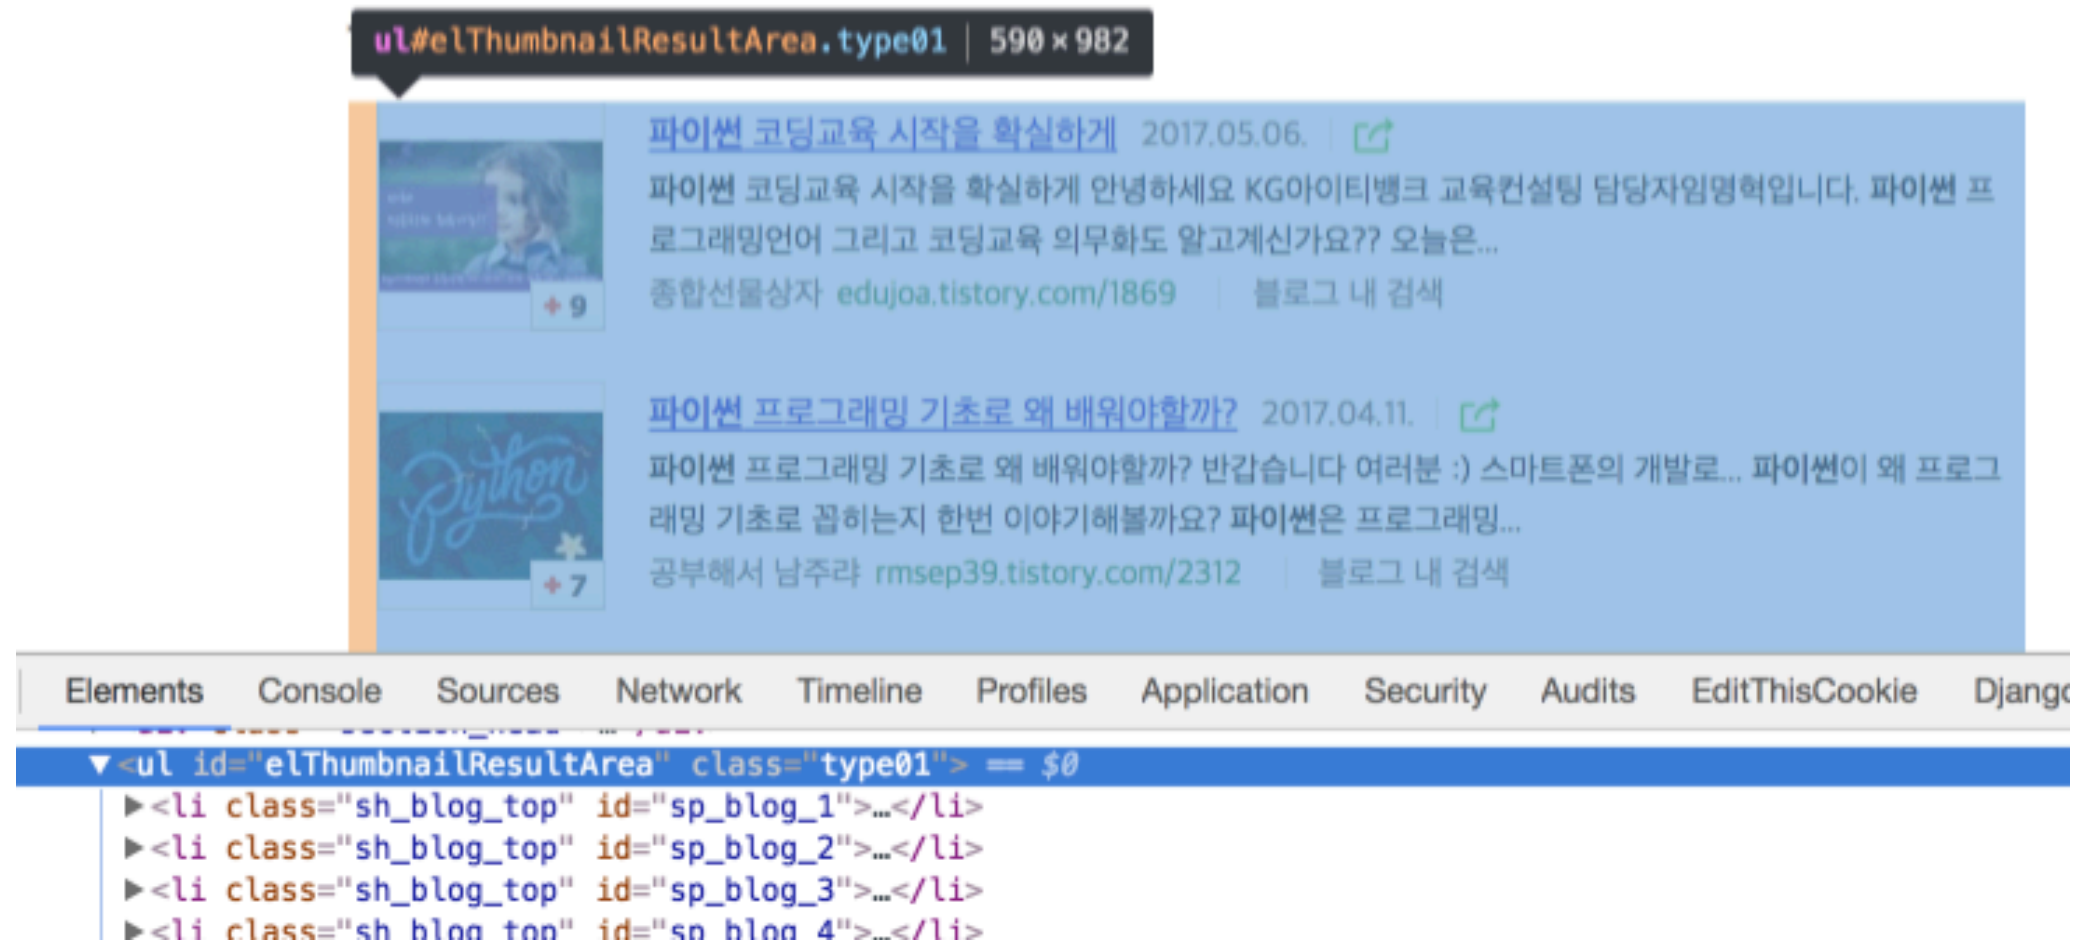 ul#elThumbnailResultArea.type01 | 590×982
파이썬 코딩교육 시작을 확실하게 2017.05.06.
파이썬 코딩교육 시작을 확실하게 안녕하세요 KG아이티뱅크 교육컨설팅 담당자임명혁입니다. 파이썬 프
로그래밍언어 그리고 코딩교육 의무화도 알고계신가요?? 오늘은...
+ 9
종합선물상자 edujoa.tistory.com/1869 블로그 내 검색
파이썬 프로그래밍 기초로 왜 배워야할까? 2017.04.11.
파이썬 프로그래밍 기초로 왜 배워야할까? 반갑습니다 여러분 :) 스마트폰의 개발로... 파이썬이 왜 프로그
래밍 기초로 꼽히는지 한번 이야기해볼까요? 파이썬은 프로그래밍...
Python
+ 7
공부해서 남주랴 rmsep39.tistory.com/2312 블로그 내 검색
Elements Console Sources Network Timeline Profiles Application Security Audits EditThisCookie Django
▼<ul id="elThumbnailResultArea" class="type01"> == $0
▶<li class="sh_blog_top" id="sp_blog_1">…</li>
▶<li class="sh_blog_top" id="sp_blog_2">…</li>
▶<li class="sh_blog_top" id="sp_blog_3">…</li>
▶<li class="sh_blog_top" id="sp_blog_4">…</li>